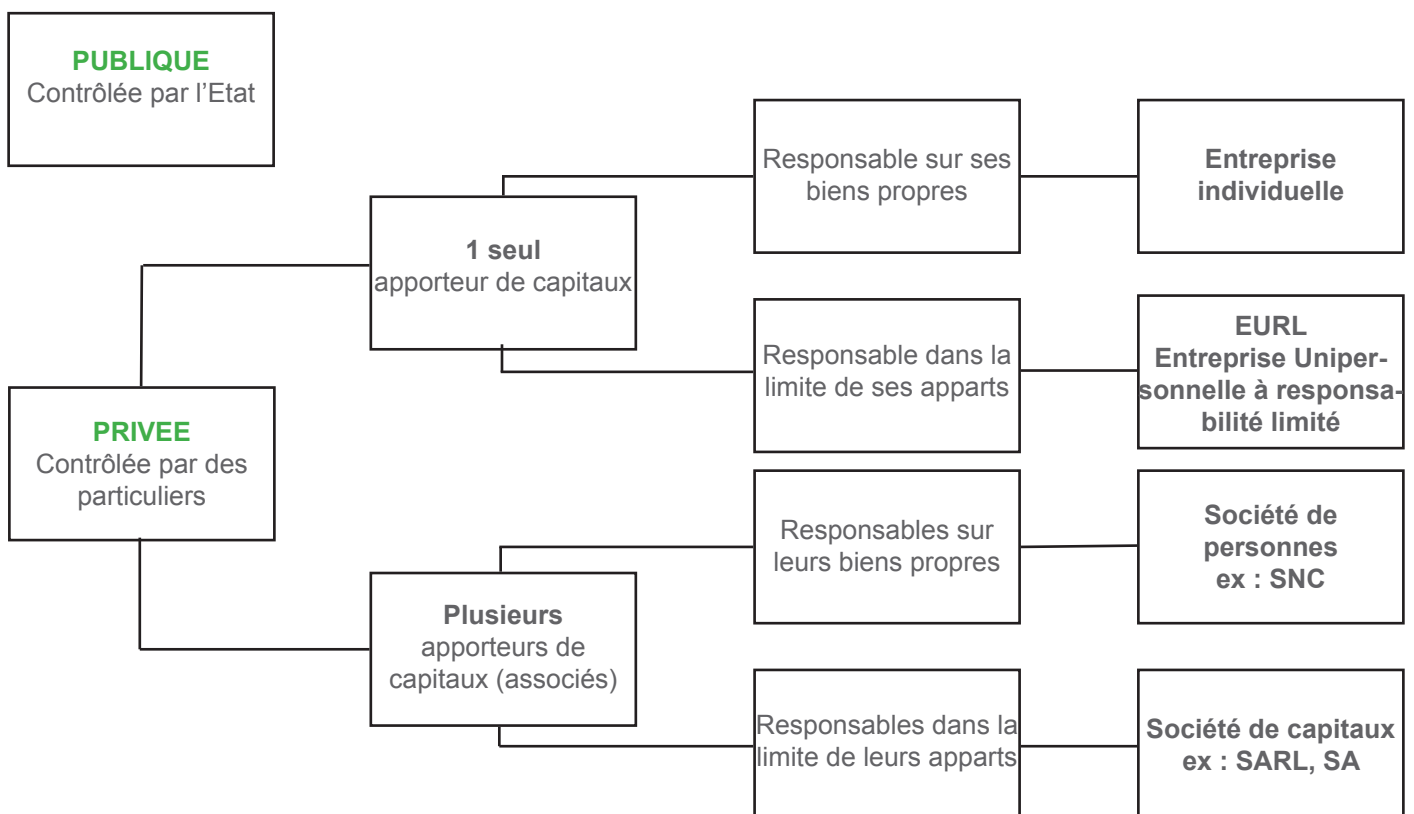 PUBLIQUE
Contrôlée par l'Etat
PRIVEE
Contrôlée par des
particuliers
1 seul
apporteur de capitaux
Responsable sur ses
biens propres
Entreprise
individuelle
Responsable dans la
limite de ses apparts
EURL
Entreprise Uniper-
sonnelle à responsa-
bilité limité
Plusieurs
apporteurs de
capitaux (associés)
Responsables sur
leurs biens propres
Société de
personnes
ex : SNC
Responsables dans la
limite de leurs apparts
Société de capitaux
ex : SARL, SA